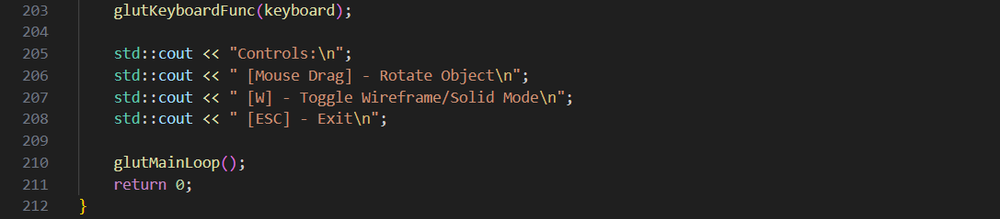 203 glutKeyboardFunc(keyboard);
204
205 std::cout << "Controls:\n";
206 std::cout << " [Mouse Drag] - Rotate Object\n";
207 std::cout << " [W] - Toggle Wireframe/Solid Mode\n";
208 std::cout << " [ESC] - Exit\n";
209
210 glutMainLoop();
211 return 0;
212 }